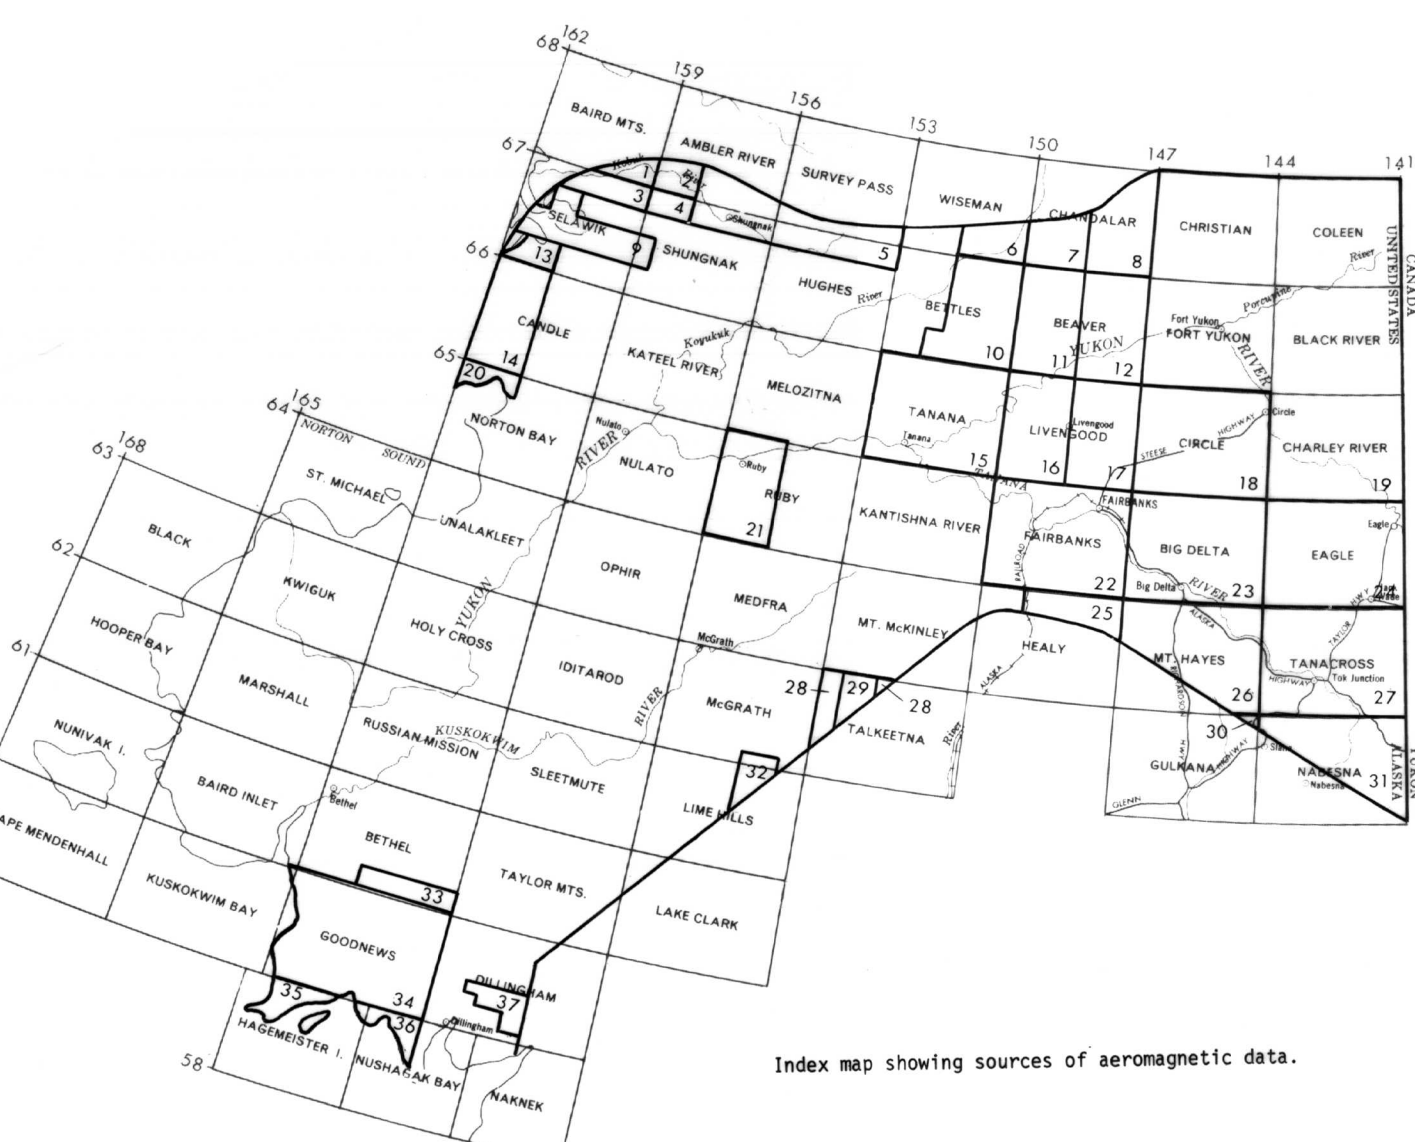 162
68
159
156
153
150
147
144
141
BAIRD MTS.
67
AMBLER RIVER
SURVEY PASS
WISEMAN
CHANDALAR
CHRISTIAN
COLEEN
Kobuk
River
1
2
3
4
Shungnak
SELAWIK
9
SHUNGNAK
5
6
7
8
River
UNITED STATES
CANADA
66
13
HUGHES
River
BETTLES
BEAVER
Fort Yukon
FORT YUKON
Porcupine
BLACK RIVER
CANDLE
Koyukuk
YUKON
RIVER
65
14
20
KATEEL RIVER
MELOZITNA
10
11
12
TANANA
Tanana
Livengood
LIVENGOOD
HIGHWAY
Circle
STEESE
CIRCLE
CHARLEY RIVER
165
64
NORTON
SOUND
NORTON BAY
Nulato
RIVER
NULATO
Ruby
RUBY
21
15
16
17
18
19
TANANA
168
63
ST. MICHAEL
UNALAKLEET
KANTISHNA RIVER
FAIRBANKS
FAIRBANKS
BIG DELTA
Eagle
EAGLE
RAILROAD
22
Big Delta
RIVER
23
24
BLACK
62
KWIGUK
YUKON
OPHIR
MEDFRA
MT. McKINLEY
25
ALASKA
HWY
TAYLOR
HOOPER BAY
61
HOLY CROSS
McGrath
IDITAROD
HEALY
ALASKA
MT. HAYES
TANACROSS
HIGHWAY
Tok Junction
26
27
MARSHALL
RIVER
McGRATH
28
29
28
TALKEETNA
River
HWY
30
Slana
NUNIVAK I.
RUSSIAN MISSION
KUSKOKWIM
SLEETMUTE
32
GULKANA
HIGHWAY
NABESNA
Nabesna
31
ALASKA
YUKON
GLENN
BAIRD INLET
Bethel
LIME HILLS
APE MENDENHALL
BETHEL
KUSKOKWIM BAY
33
TAYLOR MTS.
LAKE CLARK
GOODNEWS
DILLINGHAM
35
34
36
37
Dillingham
HAGEMEISTER I.
58
NUSHAGAK BAY
NAKNEK
Index map showing sources of aeromagnetic data.